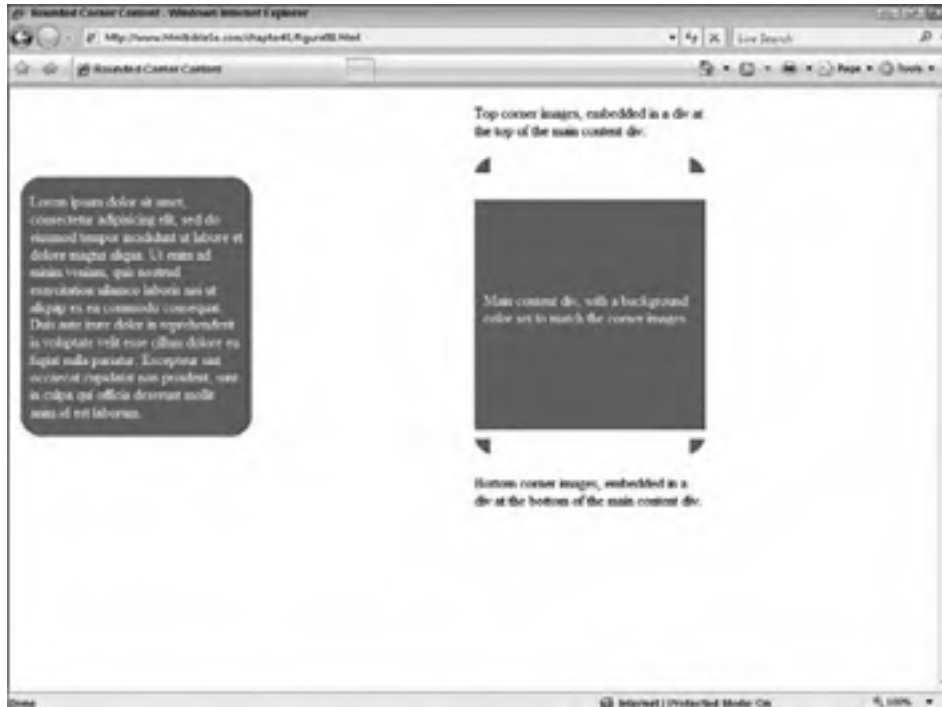 Rounded Corner Content - Windows Internet Explorer
Live Search
Rounded Corner Content
Page
Tools
Top corner images, embedded in a div at
the top of the main content div.
Lorem ipsum dolor sit amet,
consectetur adipisicing elit, sed do
eiusmod tempor incididunt ut labore et
dolore magna aliqua. Ut enim ad
minim veniam, quis nostrud
exercitation ullamco laboris nisi ut
aliquip ex ea commodo consequat.
Duis aute irure dolor in reprehenderit
in voluptate velit esse cillum dolore eu
fugiat nulla pariatur. Excepteur sint
occaecat cupidatat non proident, sunt
in culpa qui officia deserunt mollit
anim id est laborum.
Main content div, with a background
color set to match the corner images.
Bottom corner images, embedded in a
div at the bottom of the main content div.
Done
Internet | Protected Mode: On
100%